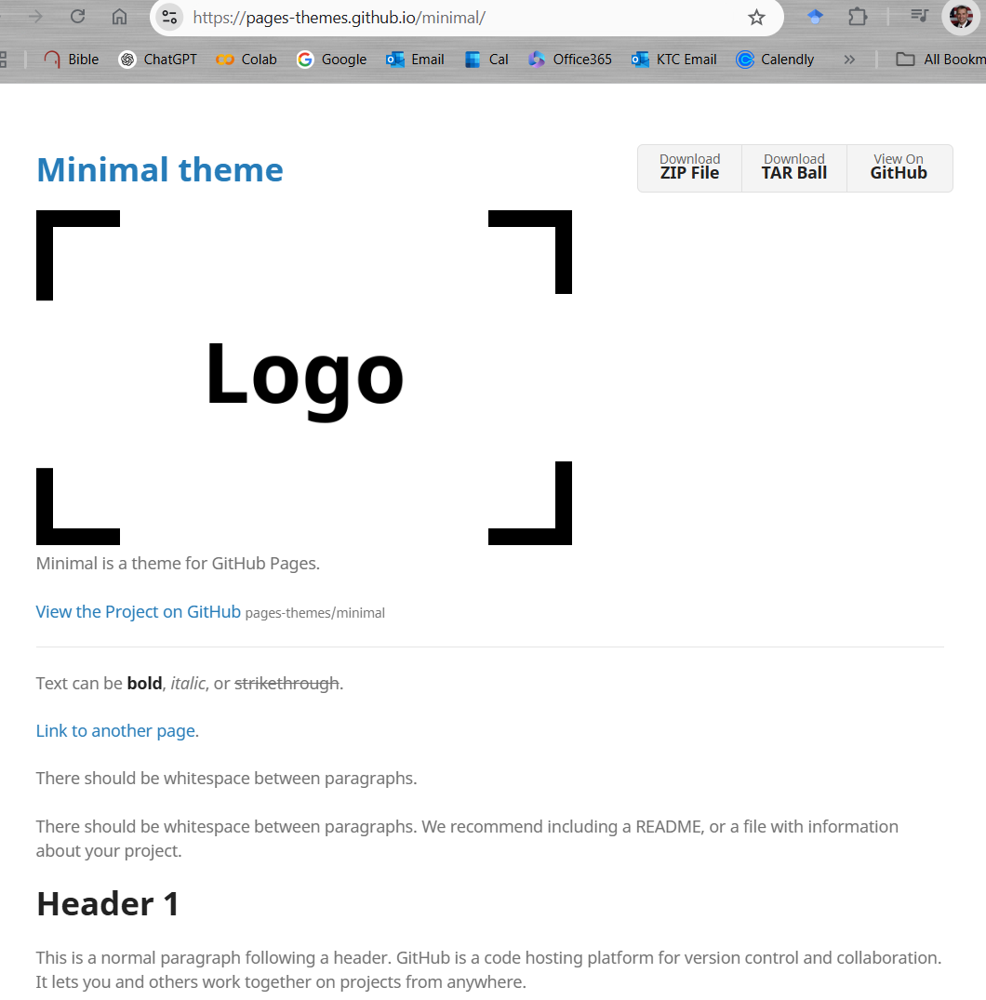 https://pages-themes.github.io/minimal/
Bible ChatGPT Colab Google Email Cal Office365 KTC Email Calendly » All Bookm
Minimal theme
Download Download View On
ZIP File TAR Ball GitHub
Logo
Minimal is a theme for GitHub Pages.
View the Project on GitHub pages-themes/minimal
Text can be bold, italic, or strikethrough.
Link to another page.
There should be whitespace between paragraphs.
There should be whitespace between paragraphs. We recommend including a README, or a file with information
about your project.
Header 1
This is a normal paragraph following a header. GitHub is a code hosting platform for version control and collaboration.
It lets you and others work together on projects from anywhere.